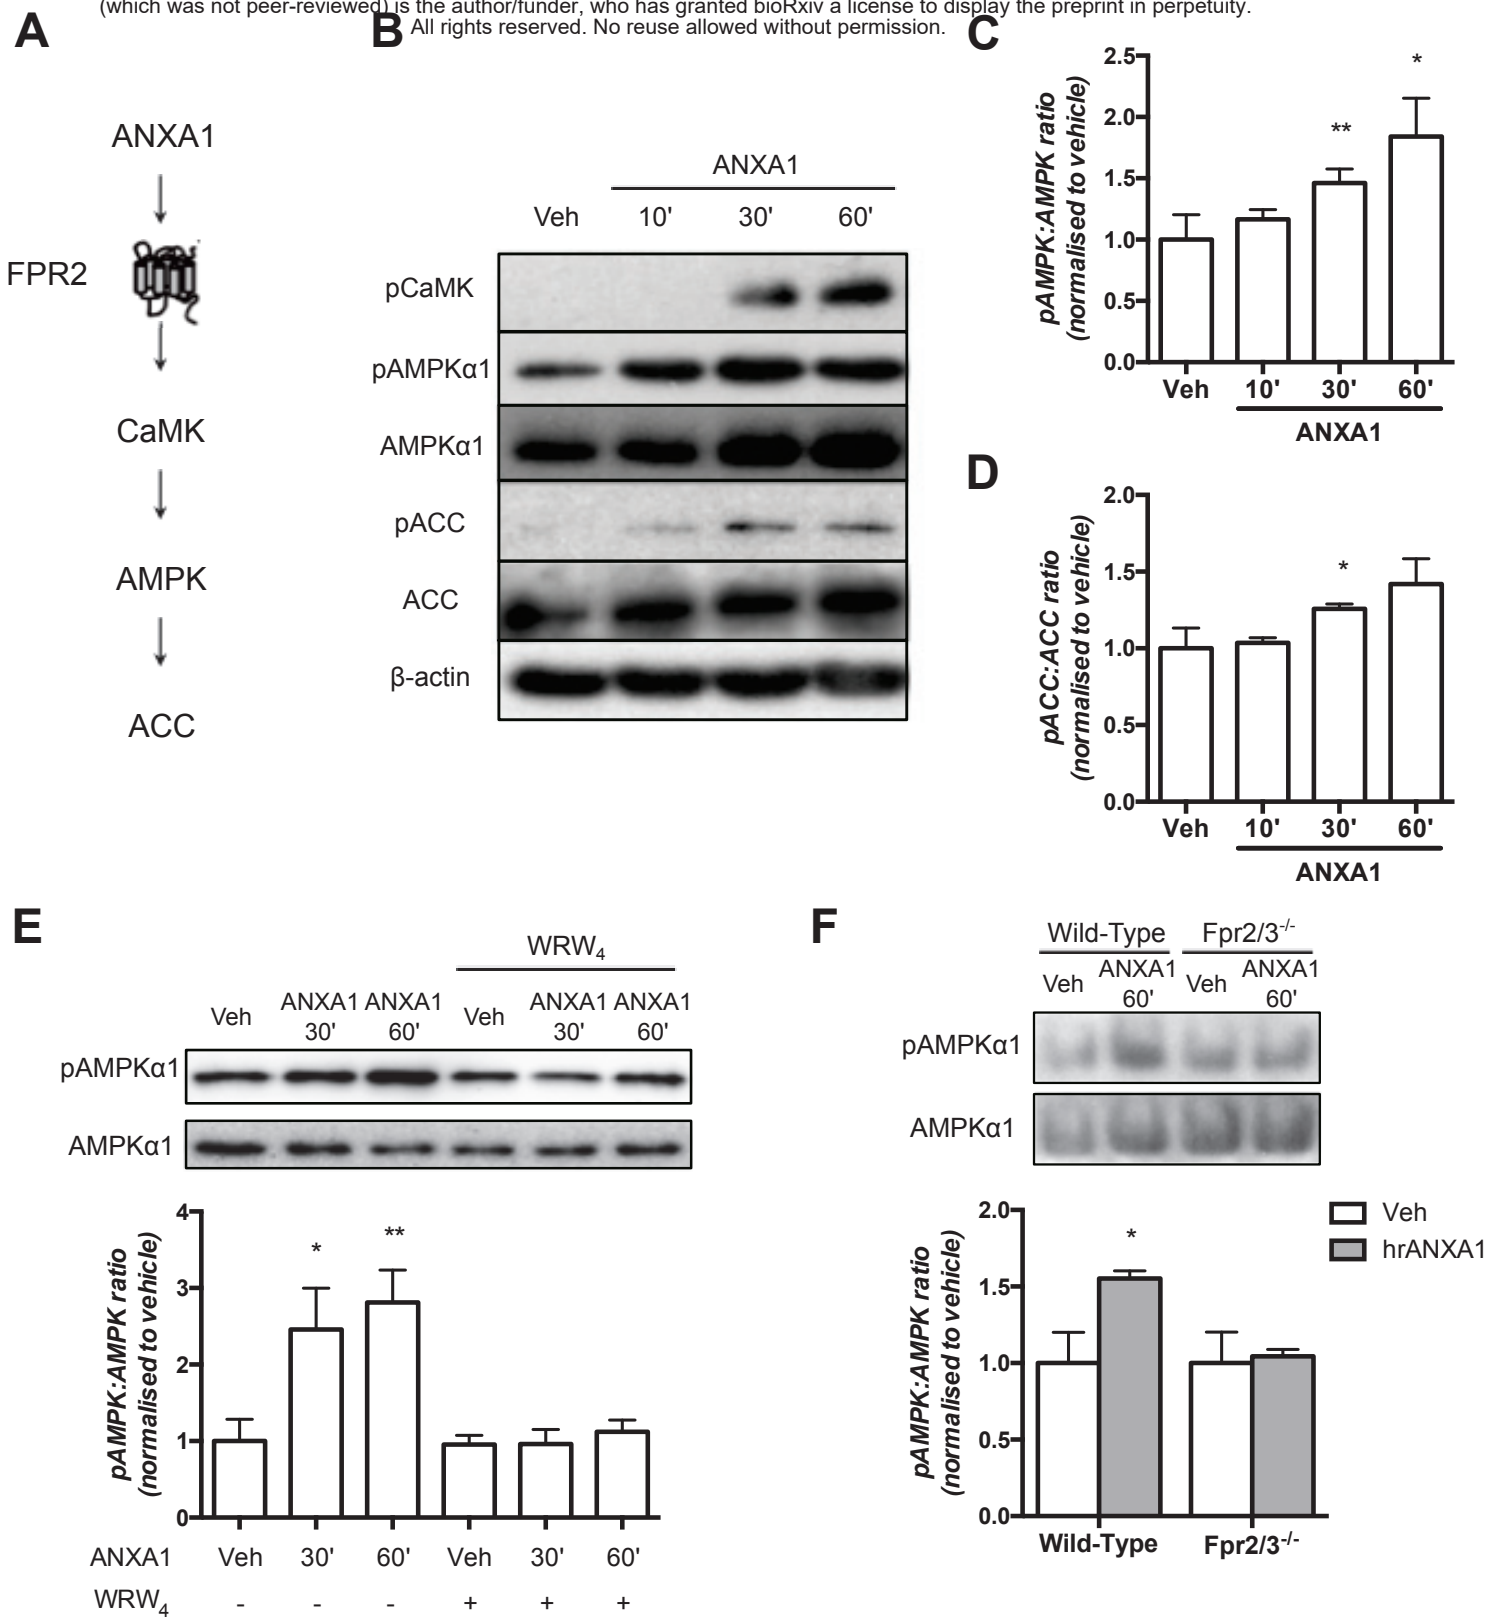 (which was not peer-reviewed) is the author/funder, who has granted bioRxiv a license to display the preprint in perpetuity.
All rights reserved. No reuse allowed without permission.
A
ANXA1
FPR2
CaMK
AMPK
ACC
B
ANXA1
Veh 10' 30' 60'
pCaMK
pAMPKα1
AMPKα1
pACC
ACC
β-actin
C
pAMPK:AMPK ratio
(normalised to vehicle)
2.5
2.0
1.5
1.0
0.5
0.0
** *
Veh 10' 30' 60'
ANXA1
D
pACC:ACC ratio
(normalised to vehicle)
2.0
1.5
1.0
0.5
0.0
*
Veh 10' 30' 60'
ANXA1
E
WRW4
Veh ANXA1 30' ANXA1 60' Veh ANXA1 30' ANXA1 60'
pAMPKα1
AMPKα1
pAMPK:AMPK ratio
(normalised to vehicle)
4
3
2
1
0
* **
ANXA1 Veh 30' 60' Veh 30' 60'
WRW4 - - - + + +
F
Wild-Type Fpr2/3-/-
Veh ANXA1 60' Veh ANXA1 60'
pAMPKα1
AMPKα1
pAMPK:AMPK ratio
(normalised to vehicle)
2.0
1.5
1.0
0.5
0.0
*
Veh
hrANXA1
Wild-Type Fpr2/3-/-